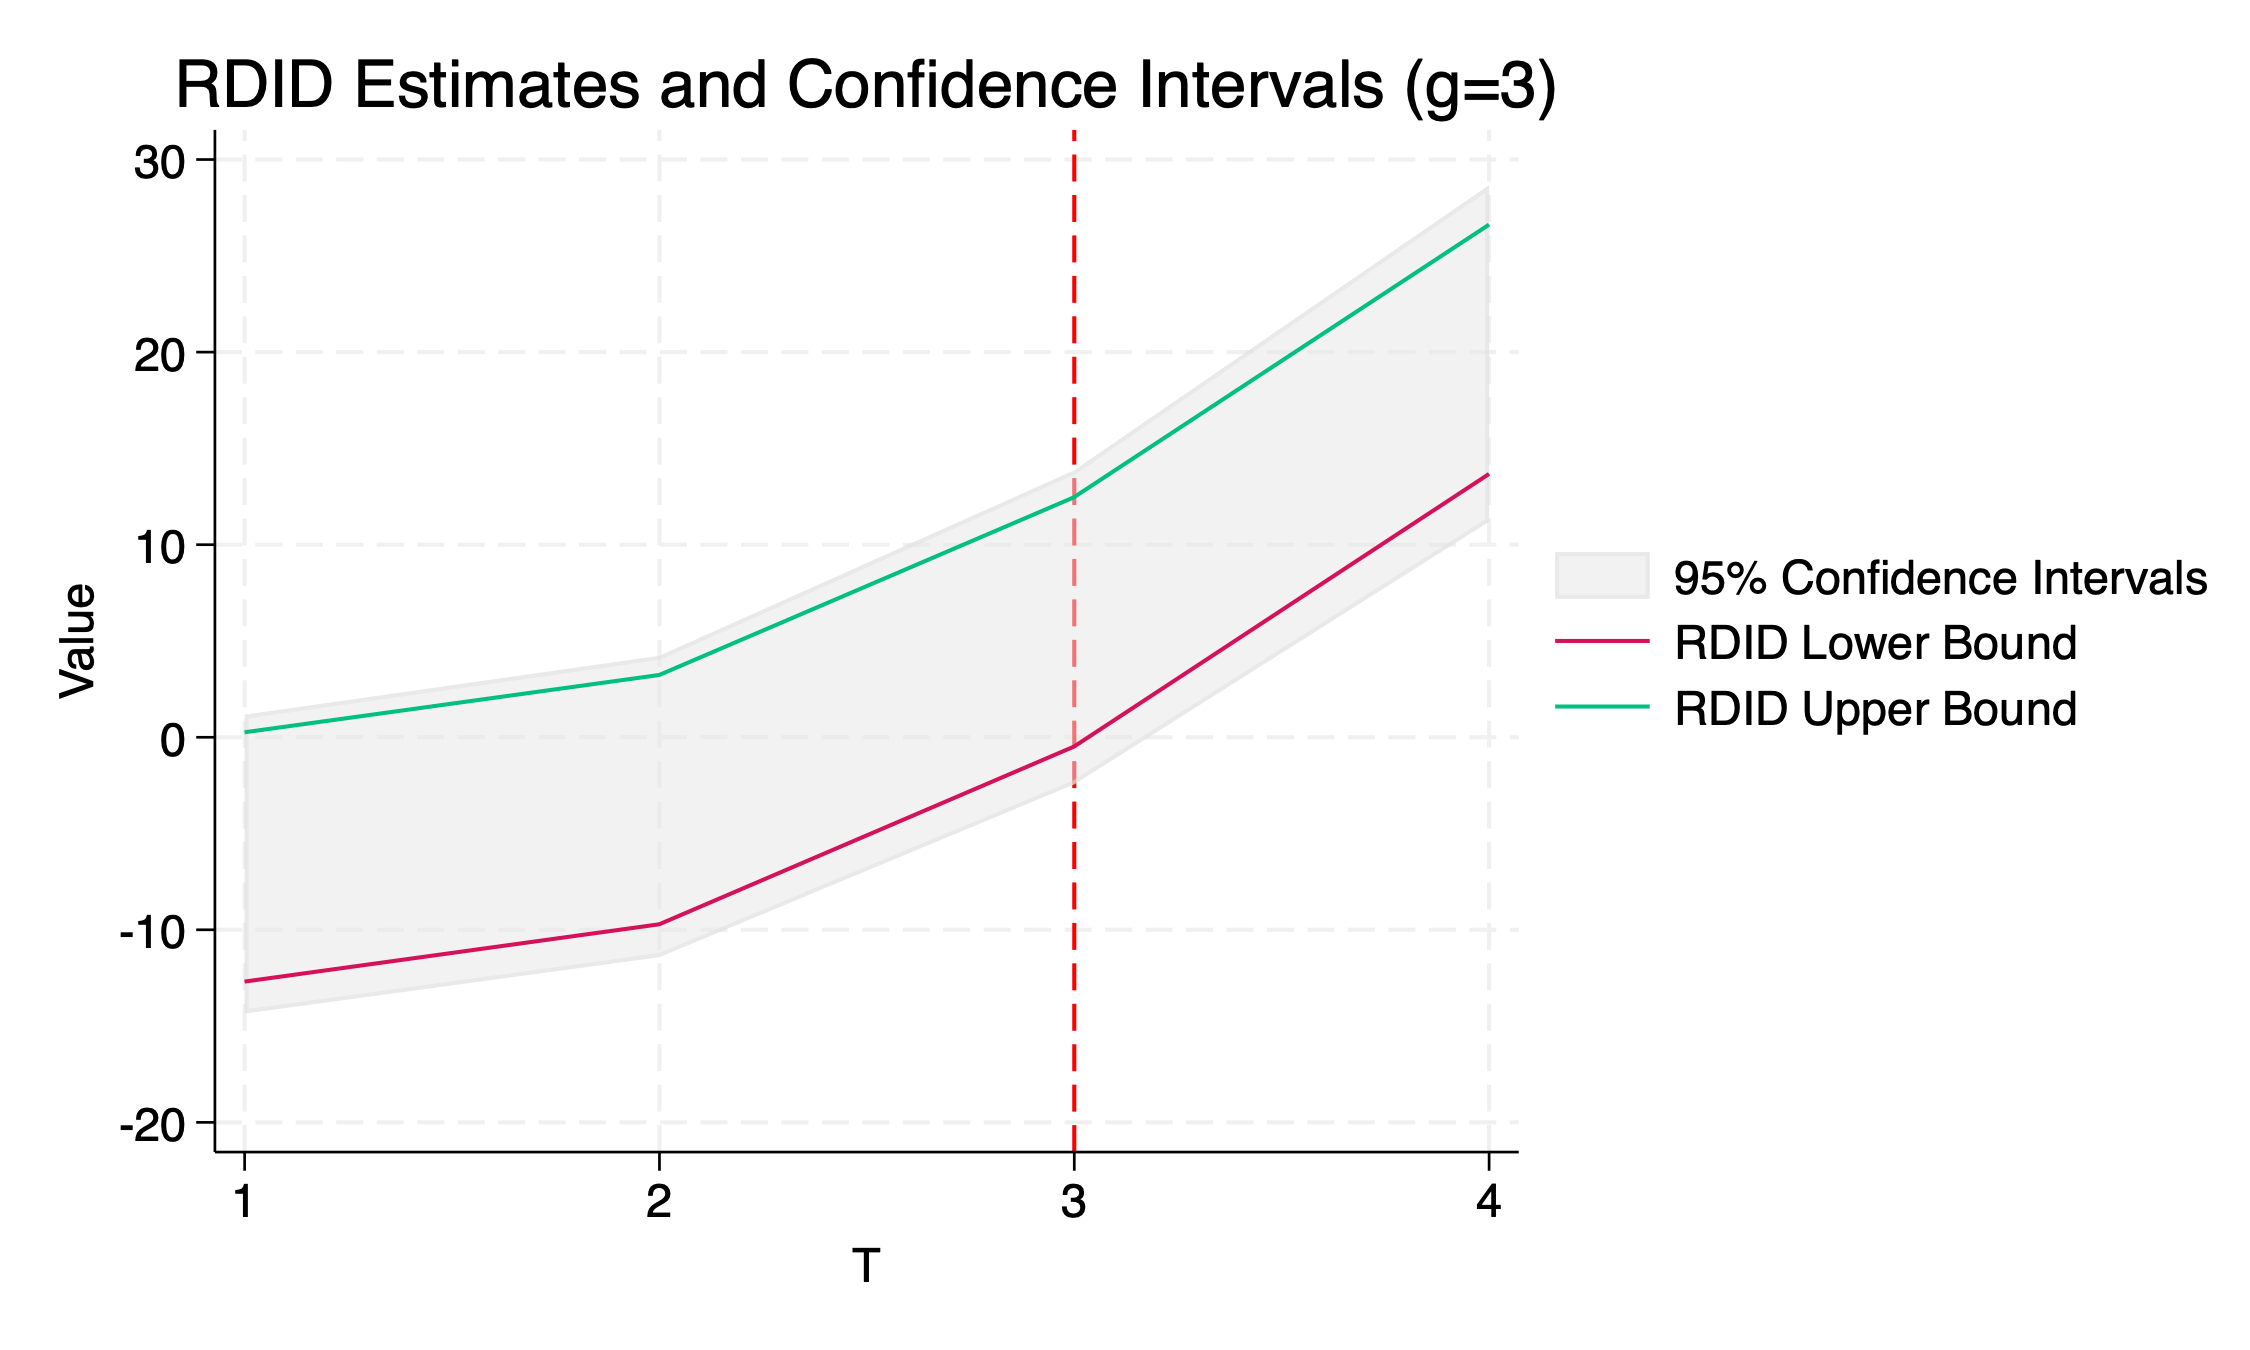 RDID Estimates and Confidence Intervals (g=3)
30
20
10
0
-10
-20
Value
1
2
3
4
T
95% Confidence Intervals
RDID Lower Bound
RDID Upper Bound